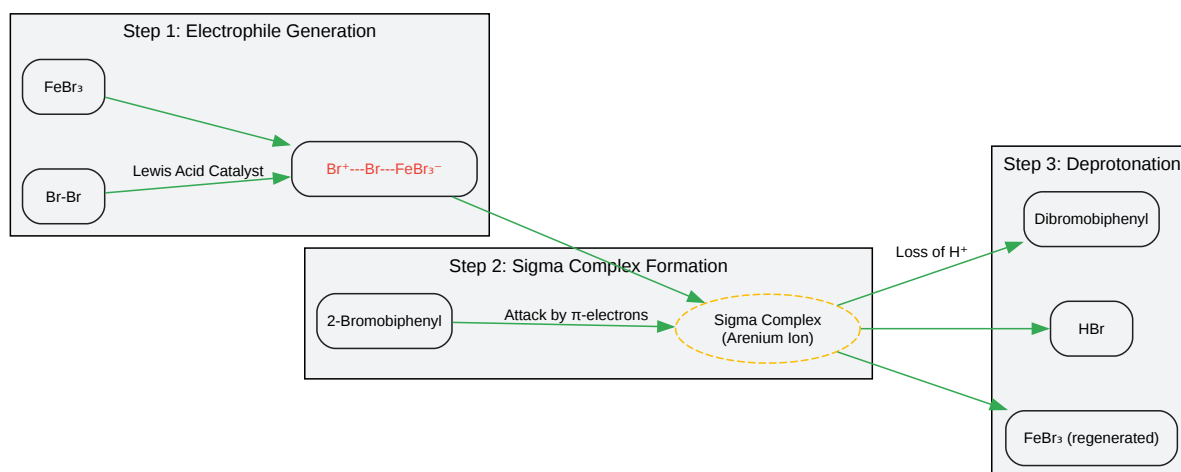 Step 1: Electrophile Generation
FeBr₃
Br-Br
Lewis Acid Catalyst
Br⁺---Br---FeBr₃⁻
Step 2: Sigma Complex Formation
2-Bromobiphenyl
Attack by π-electrons
Sigma Complex
(Arenium Ion)
Loss of H⁺
Step 3: Deprotonation
Dibromobiphenyl
HBr
FeBr₃ (regenerated)